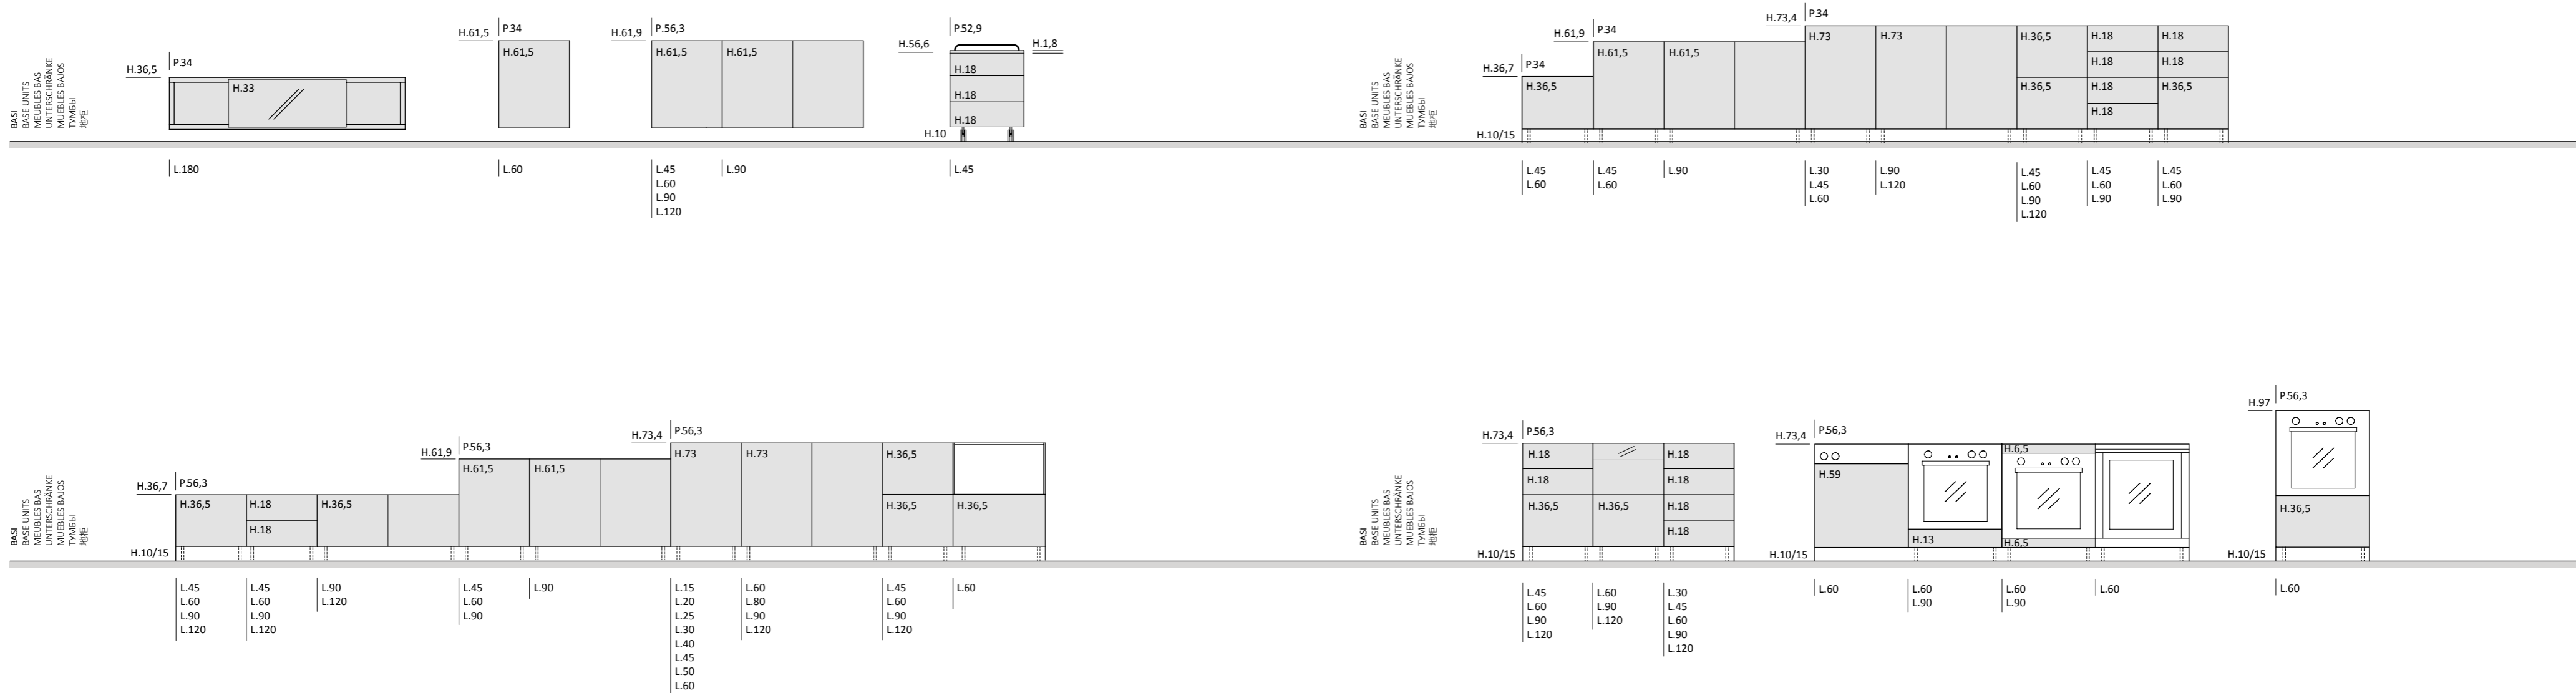 BASI
BASE UNITS
MEUBLES BAS
UNTERSCHRÄNKE
MUEBLES BAJOS
ТУМБЫ
地柜
H.36,5
P.34
H.33
L.180
H.61,5
P.34
H.61,5
L.60
H.61,9
P.56,3
H.61,5
H.61,5
L.45
L.60
L.90
L.120
L.90
P.52,9
H.56,6
H.1,8
H.18
H.18
H.18
H.10
L.45
BASI
BASE UNITS
MEUBLES BAS
UNTERSCHRÄNKE
MUEBLES BAJOS
ТУМБЫ
地柜
H.36,7
P.34
H.36,5
H.10/15
L.45
L.60
H.61,9
P.34
H.61,5
H.61,5
L.45
L.60
L.90
H.73,4
P.34
H.73
H.73
H.36,5
H.36,5
H.18
H.18
H.18
H.18
H.18
H.18
H.36,5
L.30
L.45
L.60
L.90
L.120
L.45
L.60
L.90
L.120
L.45
L.60
L.90
L.45
L.60
L.90
BASI
BASE UNITS
MEUBLES BAS
UNTERSCHRÄNKE
MUEBLES BAJOS
ТУМБЫ
地柜
H.36,7
P.56,3
H.36,5
H.18
H.18
H.36,5
H.10/15
L.45
L.60
L.90
L.120
L.45
L.60
L.90
L.120
L.90
L.120
H.61,9
P.56,3
H.61,5
H.61,5
L.45
L.60
L.90
L.90
H.73,4
P.56,3
H.73
H.73
H.36,5
H.36,5
H.36,5
L.15
L.20
L.25
L.30
L.40
L.45
L.50
L.60
L.60
L.80
L.90
L.120
L.45
L.60
L.90
L.120
L.60
BASI
BASE UNITS
MEUBLES BAS
UNTERSCHRÄNKE
MUEBLES BAJOS
ТУМБЫ
地柜
H.73,4
P.56,3
H.18
H.18
H.36,5
H.36,5
H.18
H.18
H.18
H.18
H.10/15
L.45
L.60
L.90
L.120
L.60
L.90
L.120
L.30
L.45
L.60
L.90
L.120
H.73,4
P.56,3
H.59
H.13
H.6,5
H.6,5
H.10/15
L.60
L.60
L.90
L.60
L.90
L.60
H.97
P.56,3
H.36,5
H.10/15
L.60